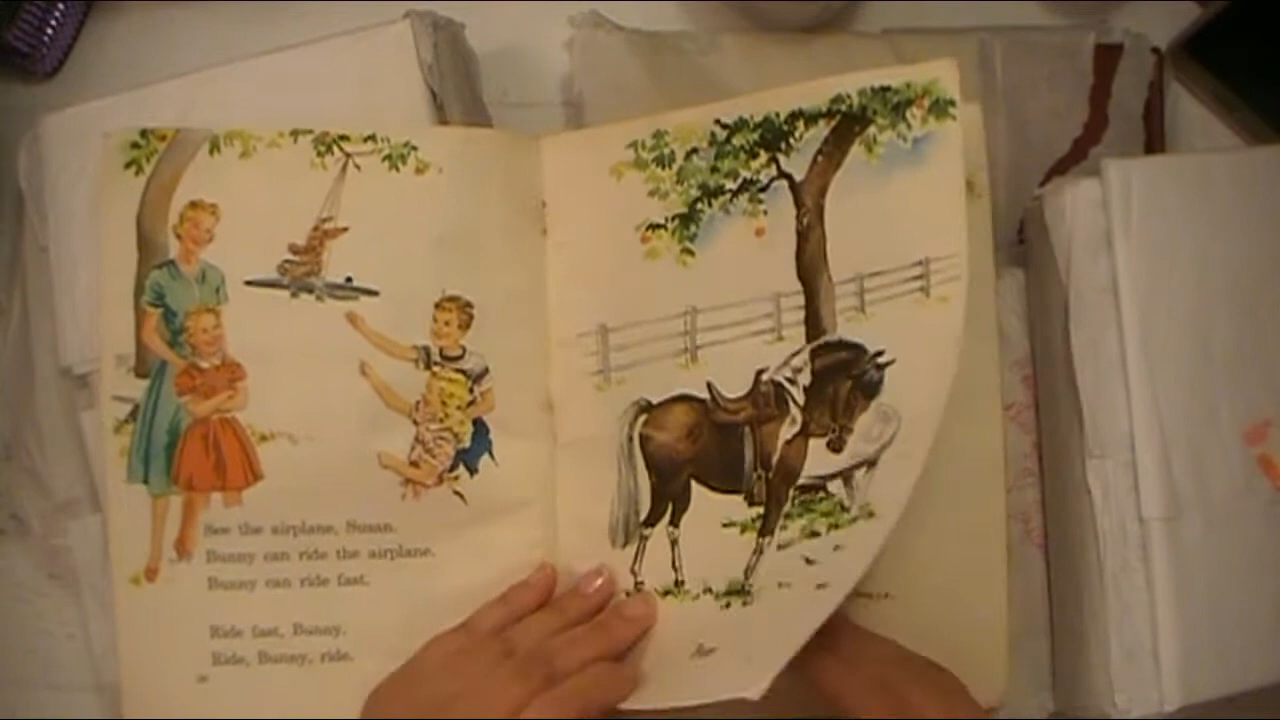 See the airplane, Susan.
Bunny can ride the airplane.
Bunny can ride fast.
Ride fast, Bunny.
Ride, Bunny, ride.